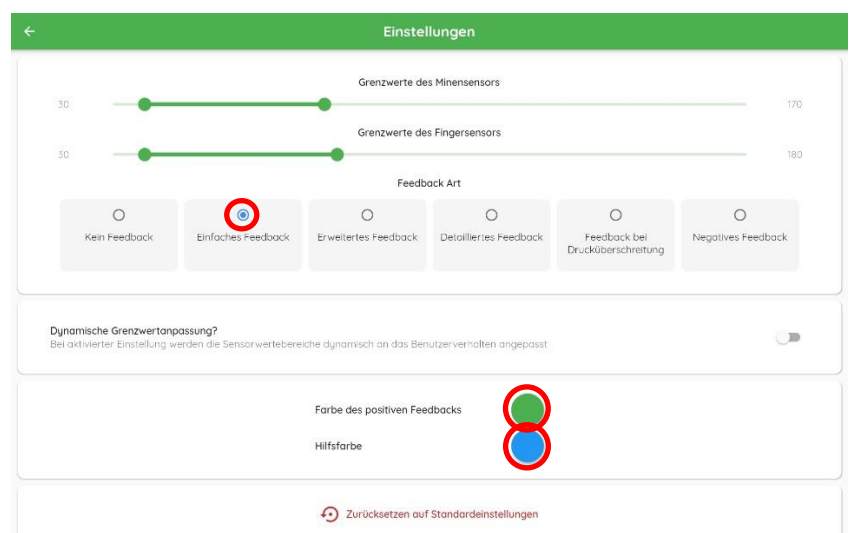 Einstellungen
Grenzwerte des Minensensors
30 170
Grenzwerte des Fingersensors
30 180
Feedback Art
Kein Feedback Einfaches Feedback Erweitertes Feedback Detailliertes Feedback Feedback bei Drucküberschreitung Negatives Feedback
Dynamische Grenzwertanpassung?
Bei aktivierter Einstellung werden die Sensorwertebereiche dynamisch an das Benutzerverhalten angepasst
Farbe des positiven Feedbacks
Hilfsfarbe
Zurücksetzen auf Standardeinstellungen